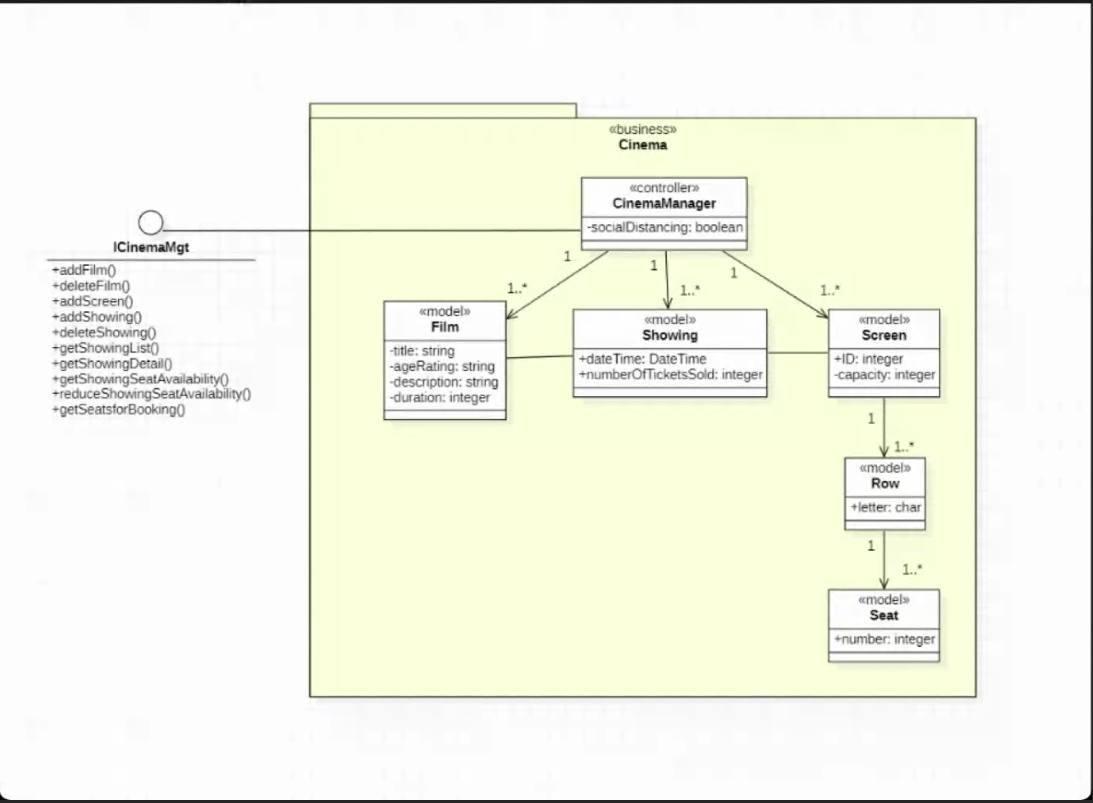 «business»
Cinema
«controller»
CinemaManager
-socialDistancing: boolean
ICinemaMgt
+addFilm()
+deleteFilm()
+addScreen()
+addShowing()
+deleteShowing()
+getShowingList()
+getShowingDetail()
+getShowingSeatAvailability()
+reduceShowingSeatAvailability()
+getSeatsforBooking()
1
1..*
1
1..*
1
1..*
«model»
Film
-title: string
-ageRating: string
-description: string
-duration: integer
«model»
Showing
+dateTime: DateTime
+numberOfTicketsSold: integer
«model»
Screen
+ID: integer
-capacity: integer
1
1..*
«model»
Row
+letter: char
1
1..*
«model»
Seat
+number: integer